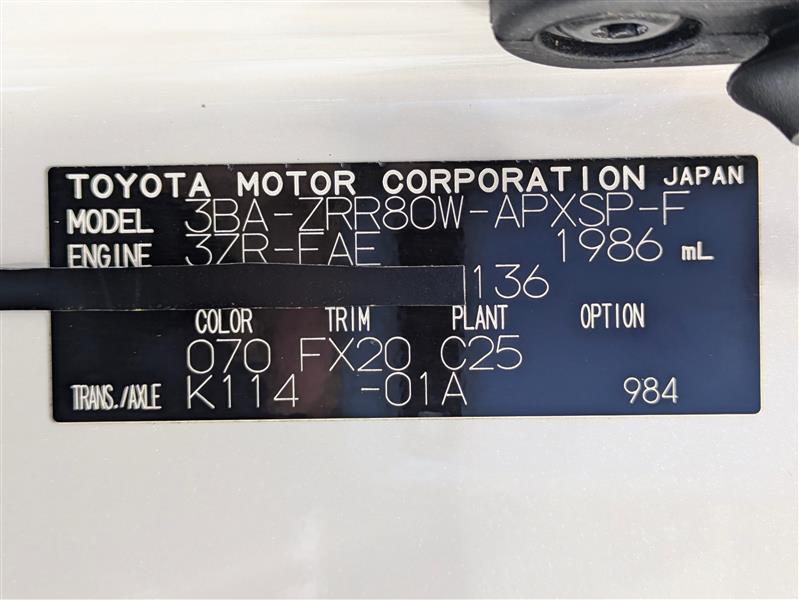 TOYOTA MOTOR CORPORATION JAPAN
MODEL 3BA-ZRR80W-APXSP-F
ENGINE 3ZR-FAE 1986 mL
136
COLOR TRIM PLANT OPTION
070 FX20 C25
TRANS./AXLE K114 -01A 984